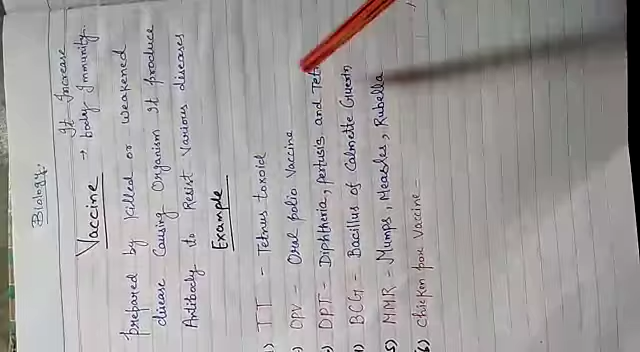 Biology.
It Increase
Vaccine → body Immunity.
prepared by killed or weakened
disease Causing Organism It produce
Antibody to Resist Various diseases
Example
1) TT - Tetnus toxoid
OPV - Oral polio Vaccine
DPT - Diphtheria, pertusis and Tet
BCG - Bacillus of Calmette Guerin
5) MMR - Mumps, Measles, Rubella
6) Chicken pox Vaccine -